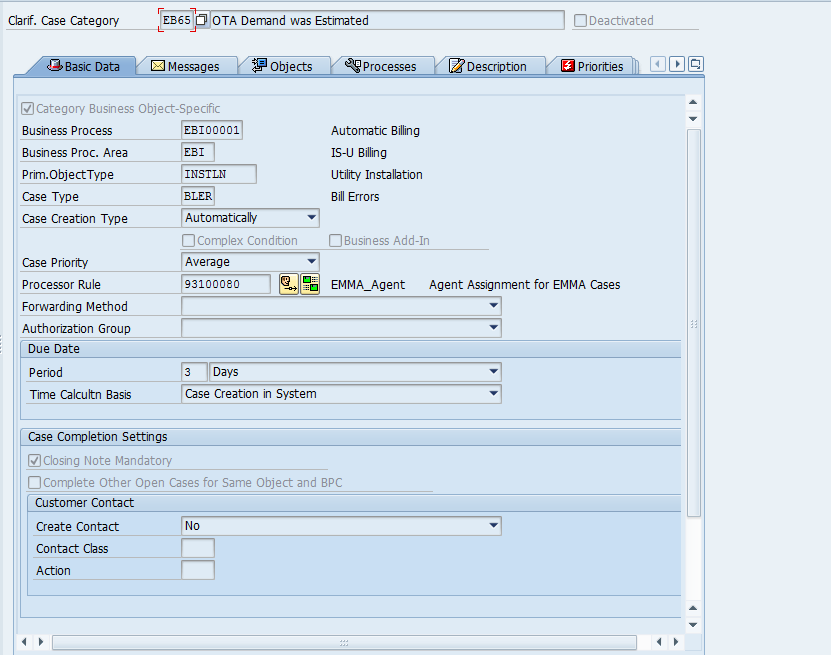 Clarif. Case Category EB65 OTA Demand was Estimated Deactivated
Basic Data Messages Objects Processes Description Priorities
Category Business Object-Specific
Business Process EBI00001 Automatic Billing
Business Proc. Area EBI IS-U Billing
Prim.ObjectType INSTLN Utility Installation
Case Type BLER Bill Errors
Case Creation Type Automatically
Complex Condition Business Add-In
Case Priority Average
Processor Rule 93100080 EMMA_Agent Agent Assignment for EMMA Cases
Forwarding Method
Authorization Group
Due Date
Period 3 Days
Time Calcultn Basis Case Creation in System
Case Completion Settings
Closing Note Mandatory
Complete Other Open Cases for Same Object and BPC
Customer Contact
Create Contact No
Contact Class
Action